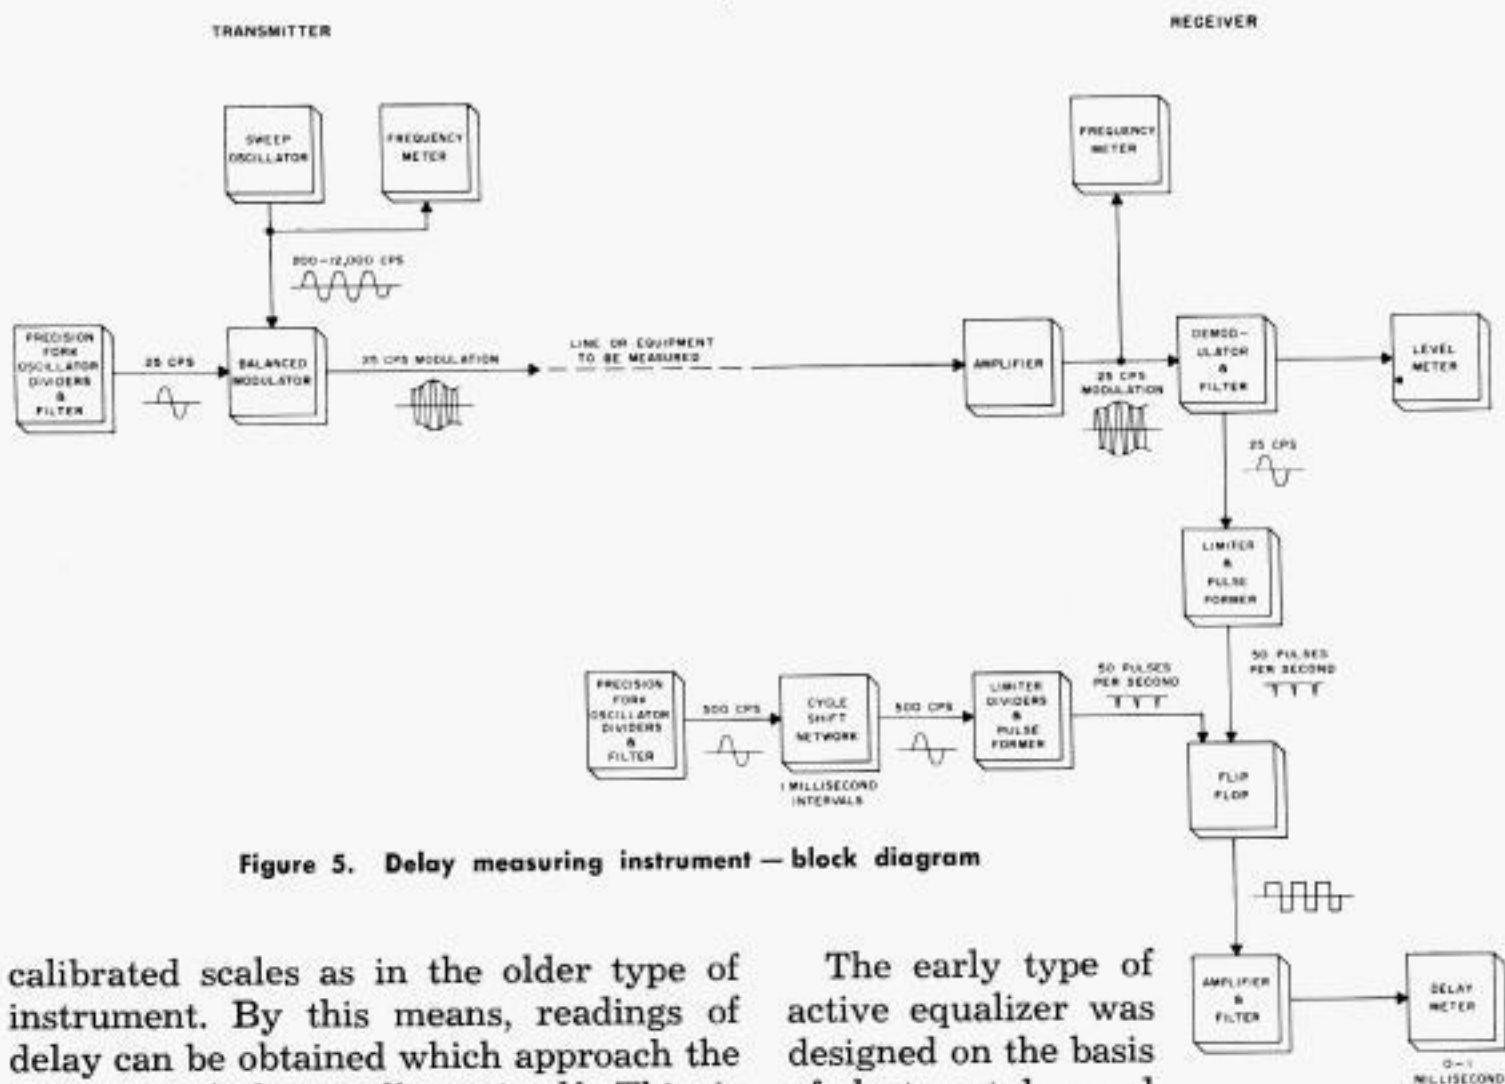 TRANSMITTER
RECEIVER
SWEEP
OSCILLATOR
FREQUENCY
METER
FREQUENCY
METER
200-12,000 CPS
PRECISION
FORK
OSCILLATOR
DIVIDERS
&
FILTER
25 CPS
BALANCED
MODULATOR
25 CPS MODULATION
LINE OR EQUIPMENT
TO BE MEASURED
AMPLIFIER
25 CPS
MODULATION
DEMOD-
ULATOR
&
FILTER
LEVEL
METER
25 CPS
LIMITER
&
PULSE
FORMER
50 PULSES
PER SECOND
PRECISION
FORK
OSCILLATOR
DIVIDERS
&
FILTER
500 CPS
CYCLE
SHIFT
NETWORK
1 MILLISECOND
INTERVALS
500 CPS
LIMITER
DIVIDERS
&
PULSE
FORMER
50 PULSES
PER SECOND
FLIP
FLOP
AMPLIFIER
&
FILTER
DELAY
METER
0-1
MILLISECOND
Figure 5. Delay measuring instrument — block diagram
calibrated scales as in the older type of
instrument. By this means, readings of
delay can be obtained which approach the
The early type of
active equalizer was
designed on the basis